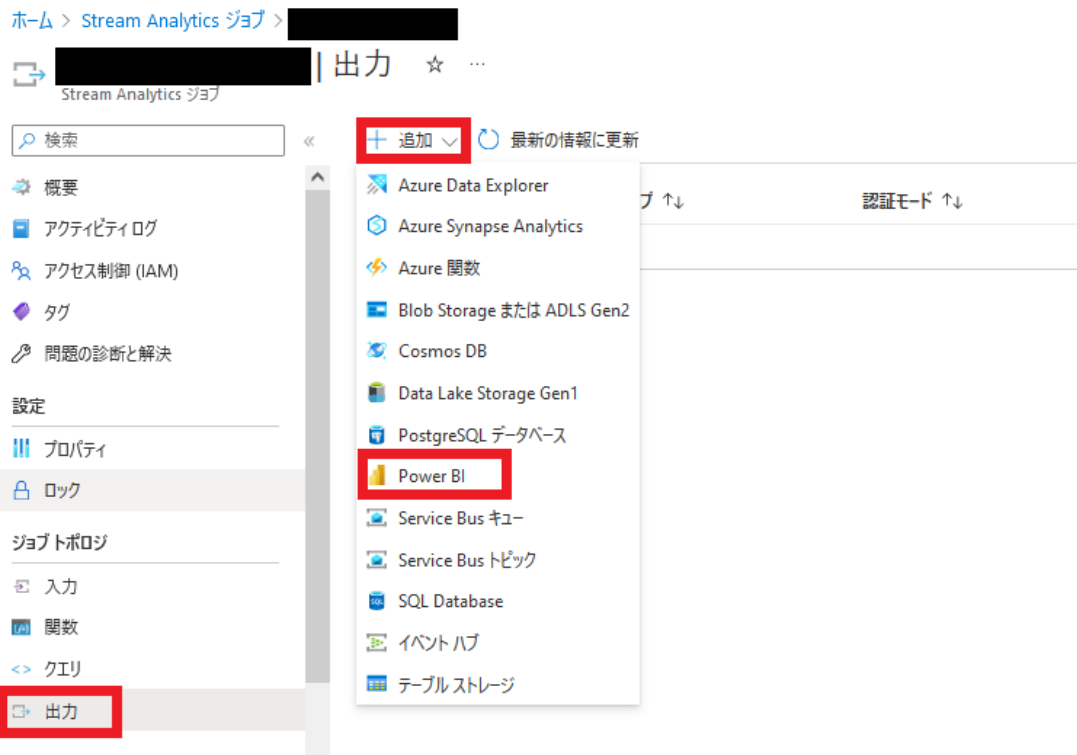 ホーム > Stream Analytics ジョブ >
| 出力 ☆ …
Stream Analytics ジョブ
検索 «
+ 追加 最新の情報に更新
概要
アクティビティ ログ
アクセス制御 (IAM)
タグ
問題の診断と解決
設定
プロパティ
ロック
ジョブ トポロジ
入力
関数
クエリ
出力
Azure Data Explorer
Azure Synapse Analytics
Azure 関数
Blob Storage または ADLS Gen2
Cosmos DB
Data Lake Storage Gen1
PostgreSQL データベース
Power BI
Service Bus キュー
Service Bus トピック
SQL Database
イベント ハブ
テーブル ストレージ
プ ↑↓ 認証モード ↑↓